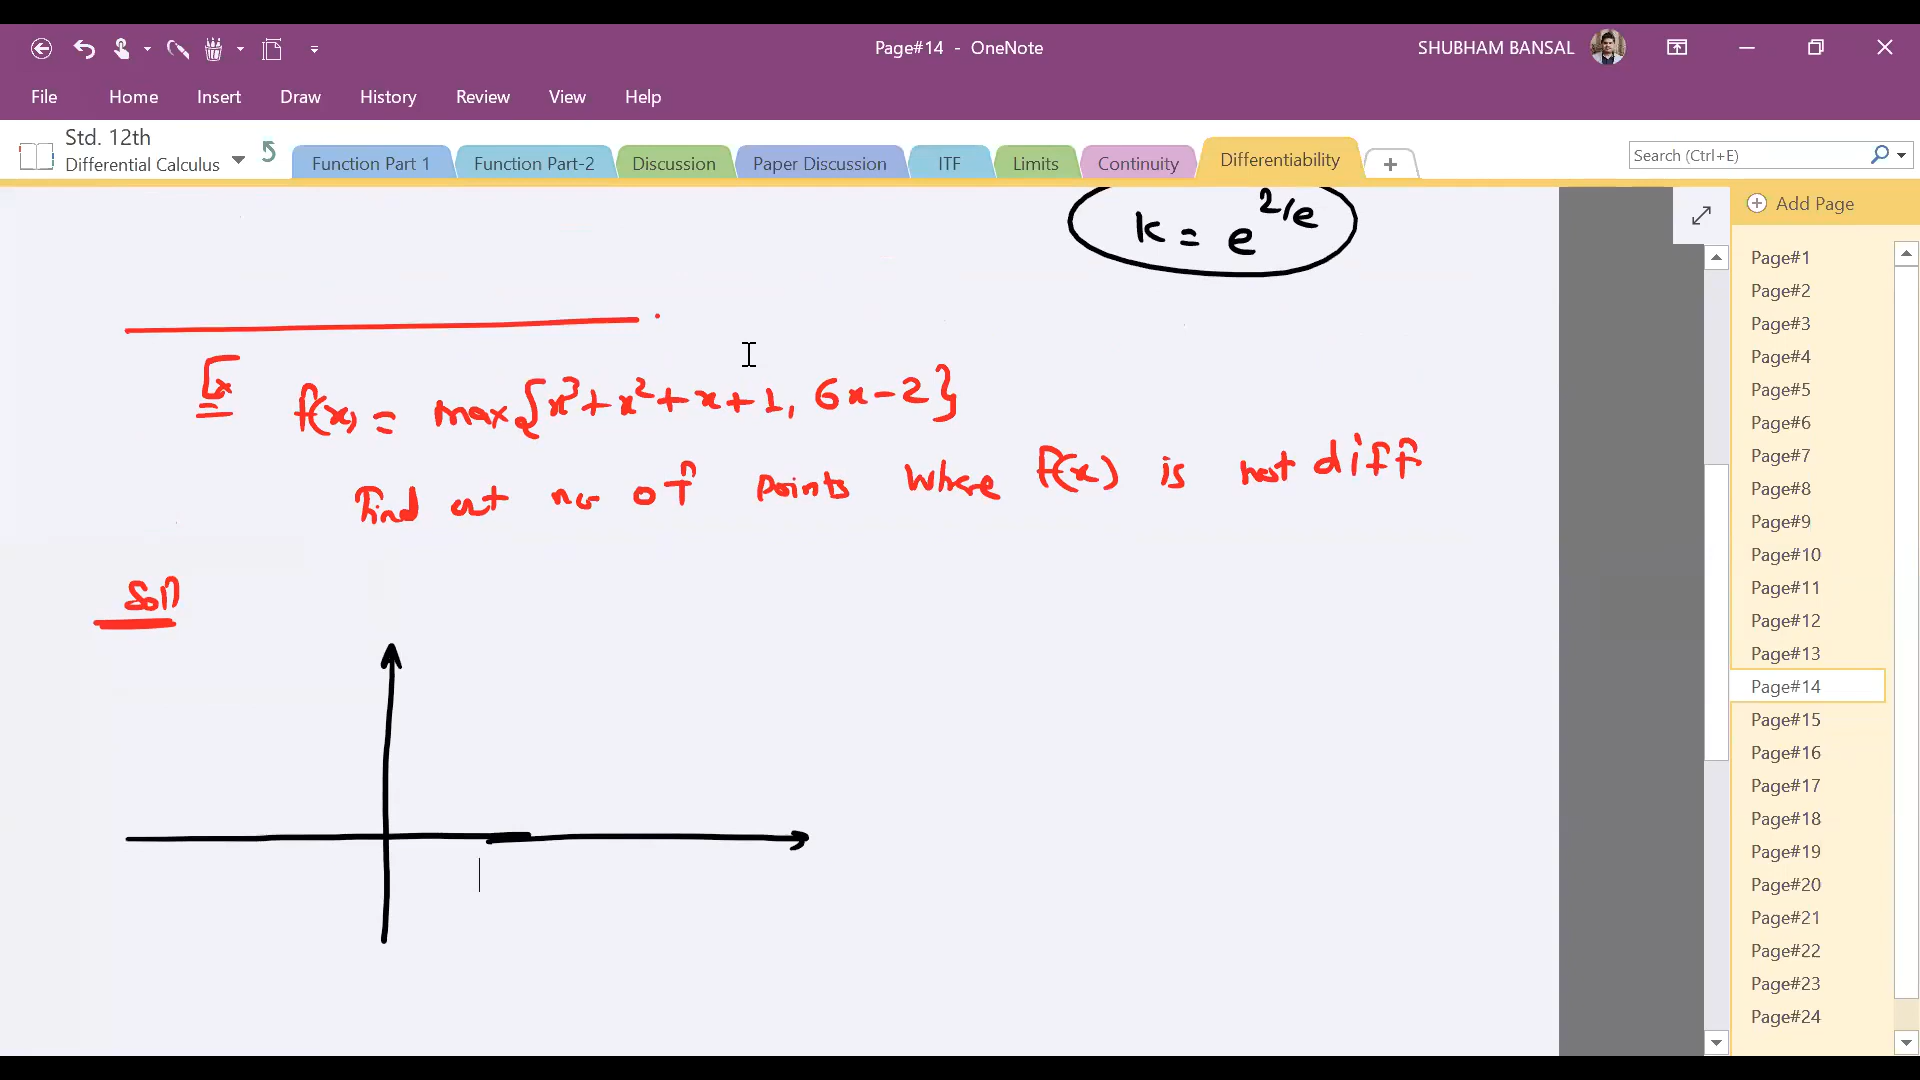 Page#14 - OneNote
SHUBHAM BANSAL
File Home Insert Draw History Review View Help
Std. 12th
Differential Calculus
Function Part 1 Function Part-2 Discussion Paper Discussion ITF Limits Continuity Differentiability
Search (Ctrl+E)
k = e^{2/e}
Add Page
Ex f(x) = max{x³+x²+x+1, 6x-2}
Find out no of points where f(x) is not diff
Solⁿ
Page#1
Page#2
Page#3
Page#4
Page#5
Page#6
Page#7
Page#8
Page#9
Page#10
Page#11
Page#12
Page#13
Page#14
Page#15
Page#16
Page#17
Page#18
Page#19
Page#20
Page#21
Page#22
Page#23
Page#24